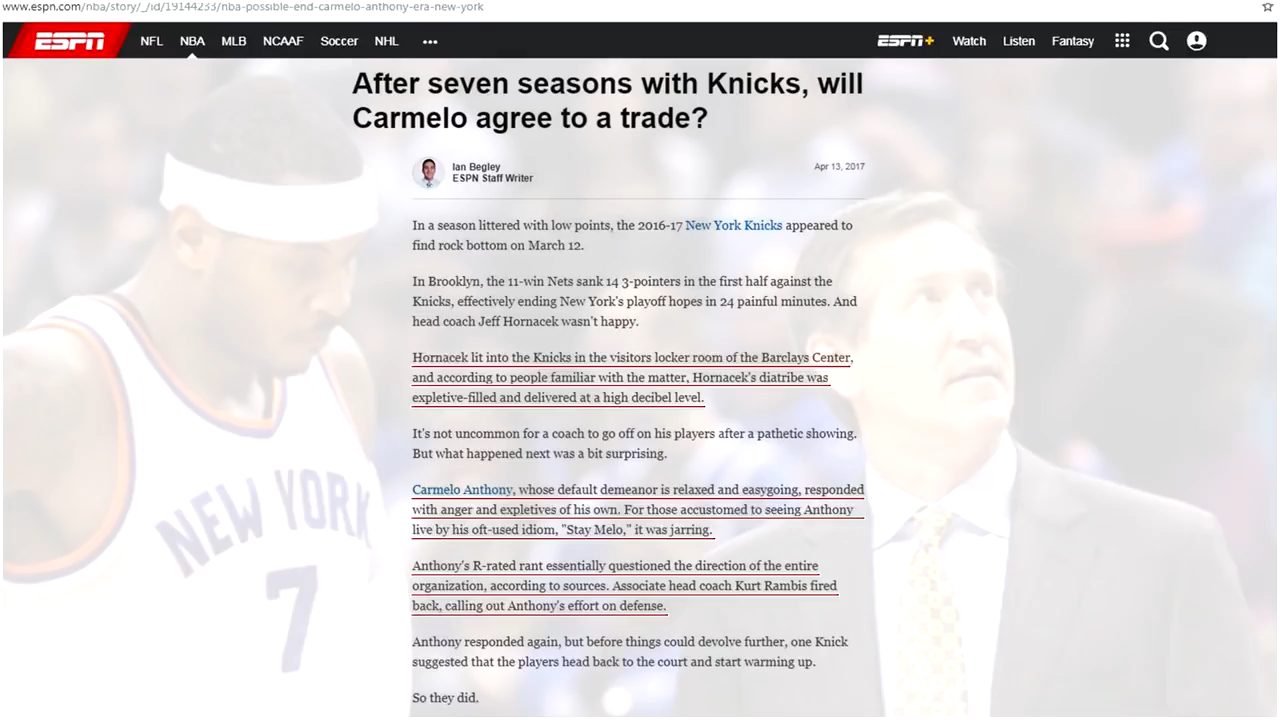 www.espn.com/nba/story/_/id/19144233/nba-possible-end-carmelo-anthony-era-new-york
ESPN NFL NBA MLB NCAAF Soccer NHL ••• ESPN+ Watch Listen Fantasy
After seven seasons with Knicks, will
Carmelo agree to a trade?
Ian Begley
ESPN Staff Writer
Apr 13, 2017
In a season littered with low points, the 2016-17 New York Knicks appeared to
find rock bottom on March 12.
In Brooklyn, the 11-win Nets sank 14 3-pointers in the first half against the
Knicks, effectively ending New York's playoff hopes in 24 painful minutes. And
head coach Jeff Hornacek wasn't happy.
Hornacek lit into the Knicks in the visitors locker room of the Barclays Center,
and according to people familiar with the matter, Hornacek's diatribe was
expletive-filled and delivered at a high decibel level.
It's not uncommon for a coach to go off on his players after a pathetic showing.
But what happened next was a bit surprising.
Carmelo Anthony, whose default demeanor is relaxed and easygoing, responded
with anger and expletives of his own. For those accustomed to seeing Anthony
live by his oft-used idiom, "Stay Melo," it was jarring.
Anthony's R-rated rant essentially questioned the direction of the entire
organization, according to sources. Associate head coach Kurt Rambis fired
back, calling out Anthony's effort on defense.
Anthony responded again, but before things could devolve further, one Knick
suggested that the players head back to the court and start warming up.
So they did.
NEW YORK
7